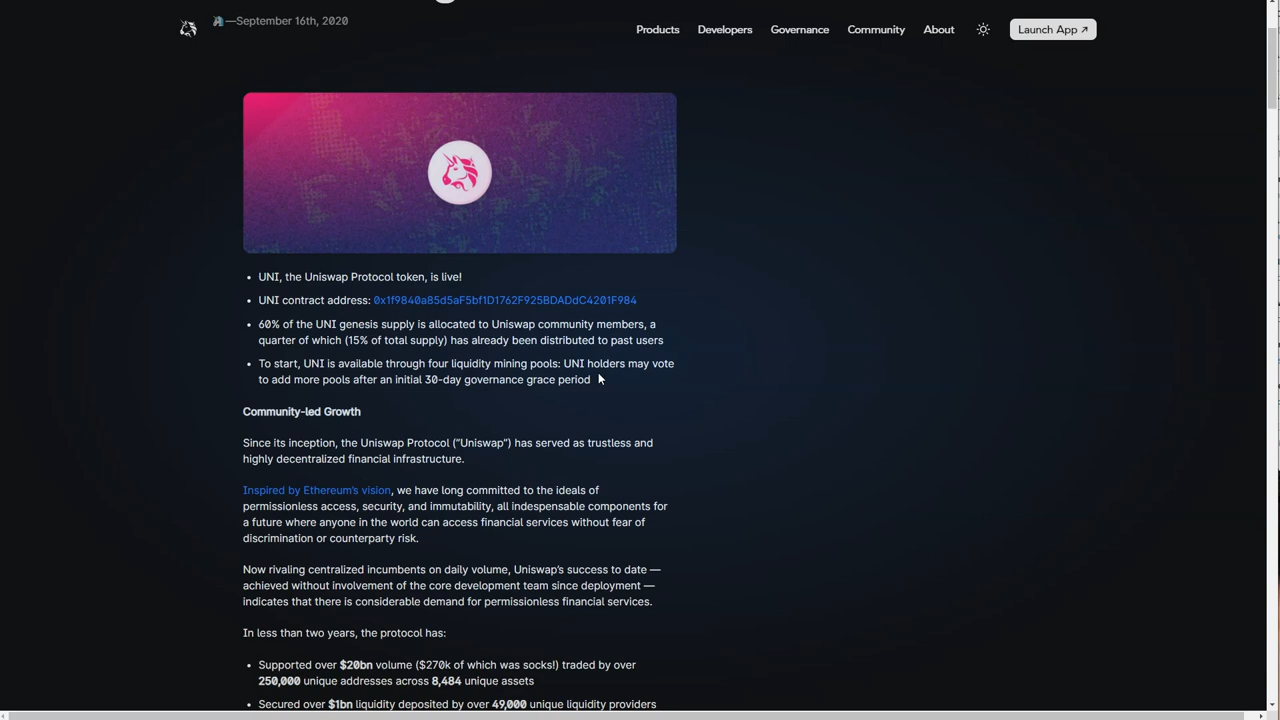 —September 16th, 2020
Products Developers Governance Community About Launch App ↗
• UNI, the Uniswap Protocol token, is live!
• UNI contract address: 0x1f9840a85d5aF5bf1D1762F925BDADdC4201F984
• 60% of the UNI genesis supply is allocated to Uniswap community members, a
quarter of which (15% of total supply) has already been distributed to past users
• To start, UNI is available through four liquidity mining pools: UNI holders may vote
to add more pools after an initial 30-day governance grace period
Community-led Growth
Since its inception, the Uniswap Protocol (“Uniswap”) has served as trustless and
highly decentralized financial infrastructure.
Inspired by Ethereum’s vision, we have long committed to the ideals of
permissionless access, security, and immutability, all indespensable components for
a future where anyone in the world can access financial services without fear of
discrimination or counterparty risk.
Now rivaling centralized incumbents on daily volume, Uniswap’s success to date —
achieved without involvement of the core development team since deployment —
indicates that there is considerable demand for permissionless financial services.
In less than two years, the protocol has:
• Supported over $20bn volume ($270k of which was socks!) traded by over
250,000 unique addresses across 8,484 unique assets
• Secured over $1bn liquidity deposited by over 49,000 unique liquidity providers